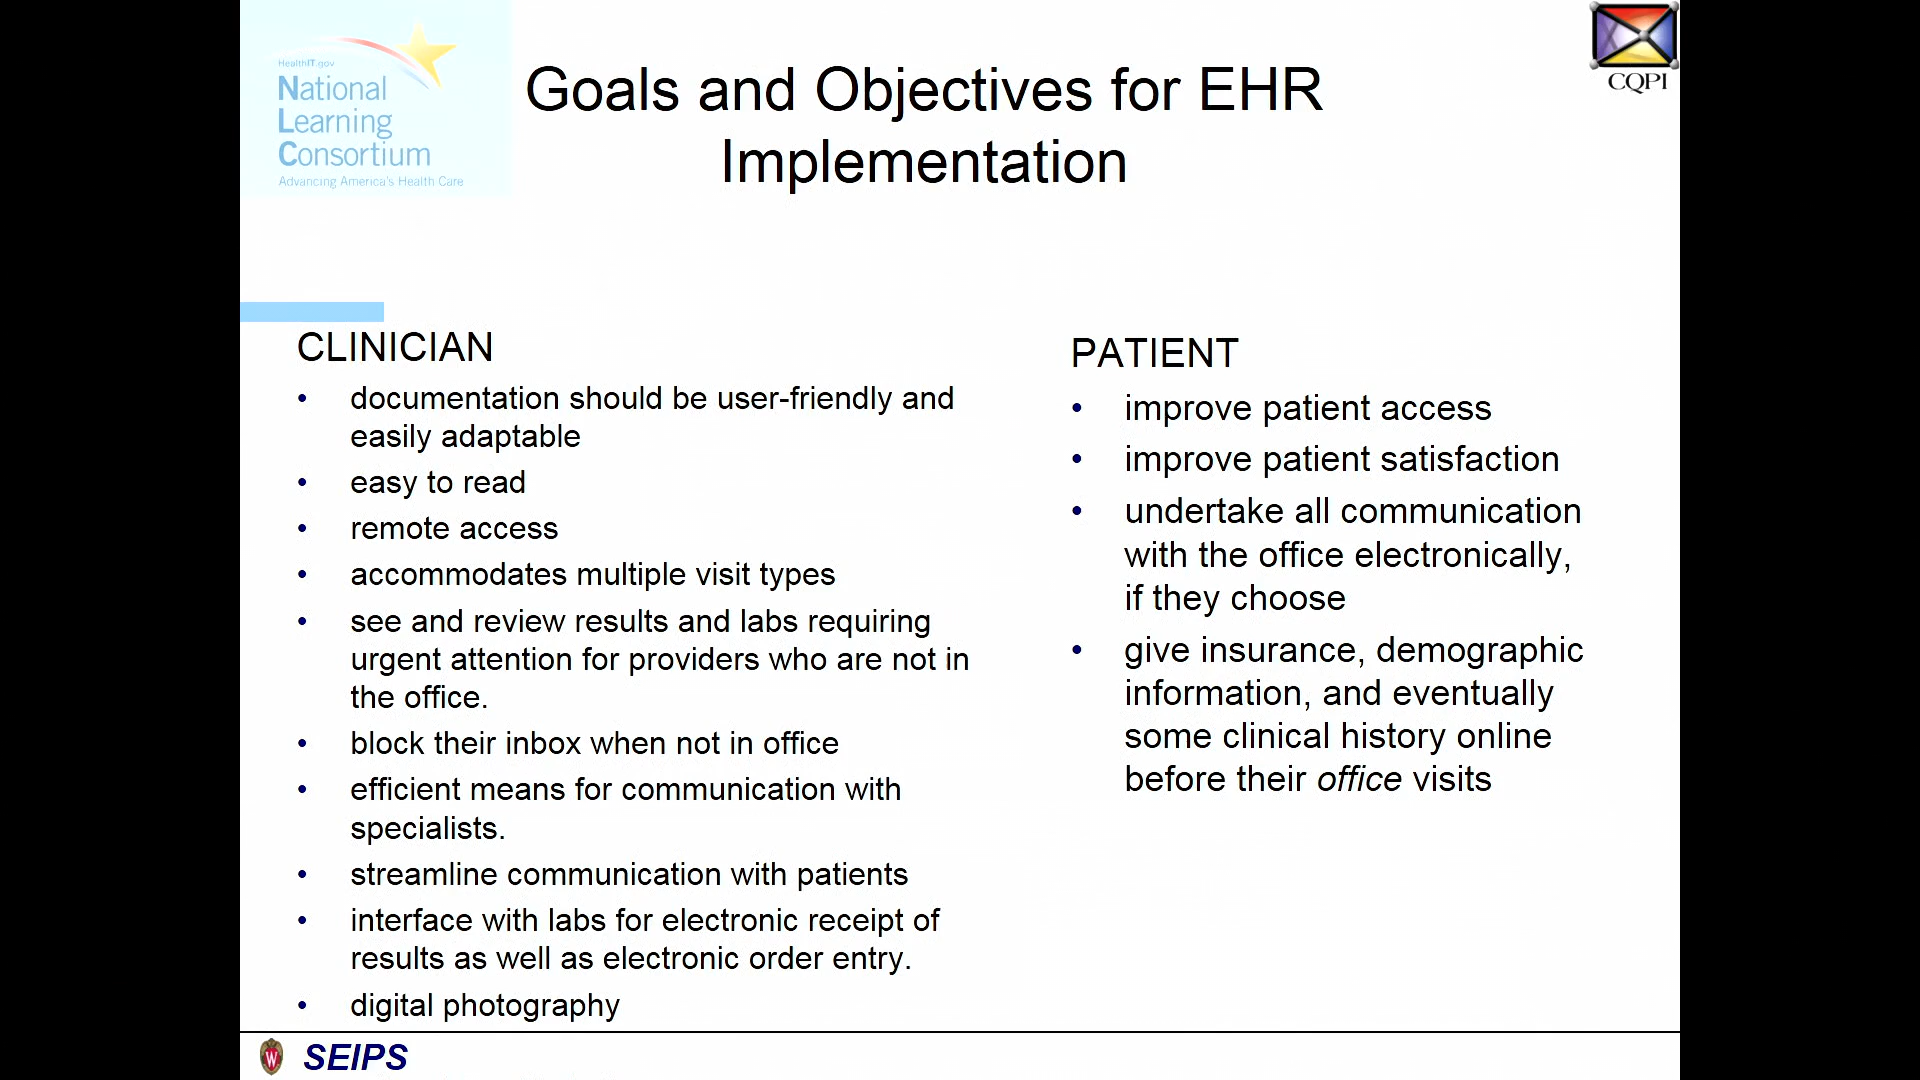 HealthIT.gov
National
Learning
Consortium
Advancing America's Health Care
Goals and Objectives for EHR
Implementation
CQPI
CLINICIAN
• documentation should be user-friendly and
easily adaptable
• easy to read
• remote access
• accommodates multiple visit types
• see and review results and labs requiring
urgent attention for providers who are not in
the office.
• block their inbox when not in office
• efficient means for communication with
specialists.
• streamline communication with patients
• interface with labs for electronic receipt of
results as well as electronic order entry.
• digital photography
PATIENT
• improve patient access
• improve patient satisfaction
• undertake all communication
with the office electronically,
if they choose
• give insurance, demographic
information, and eventually
some clinical history online
before their office visits
W
SEIPS